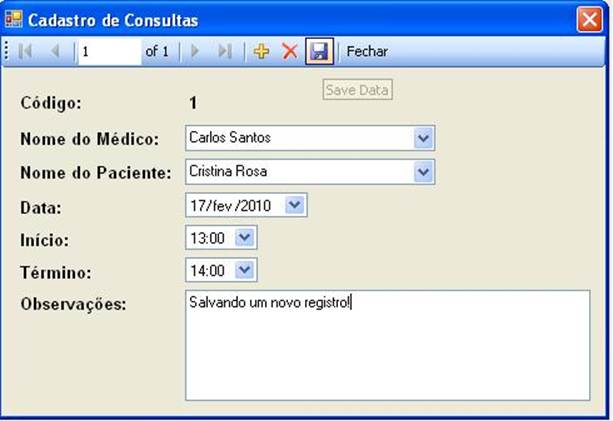 Cadastro de Consultas
1 of 1 Fechar
Save Data
Código: 1
Nome do Médico: Carlos Santos
Nome do Paciente: Cristina Rosa
Data: 17/fev /2010
Início: 13:00
Término: 14:00
Observações: Salvando um novo registro!